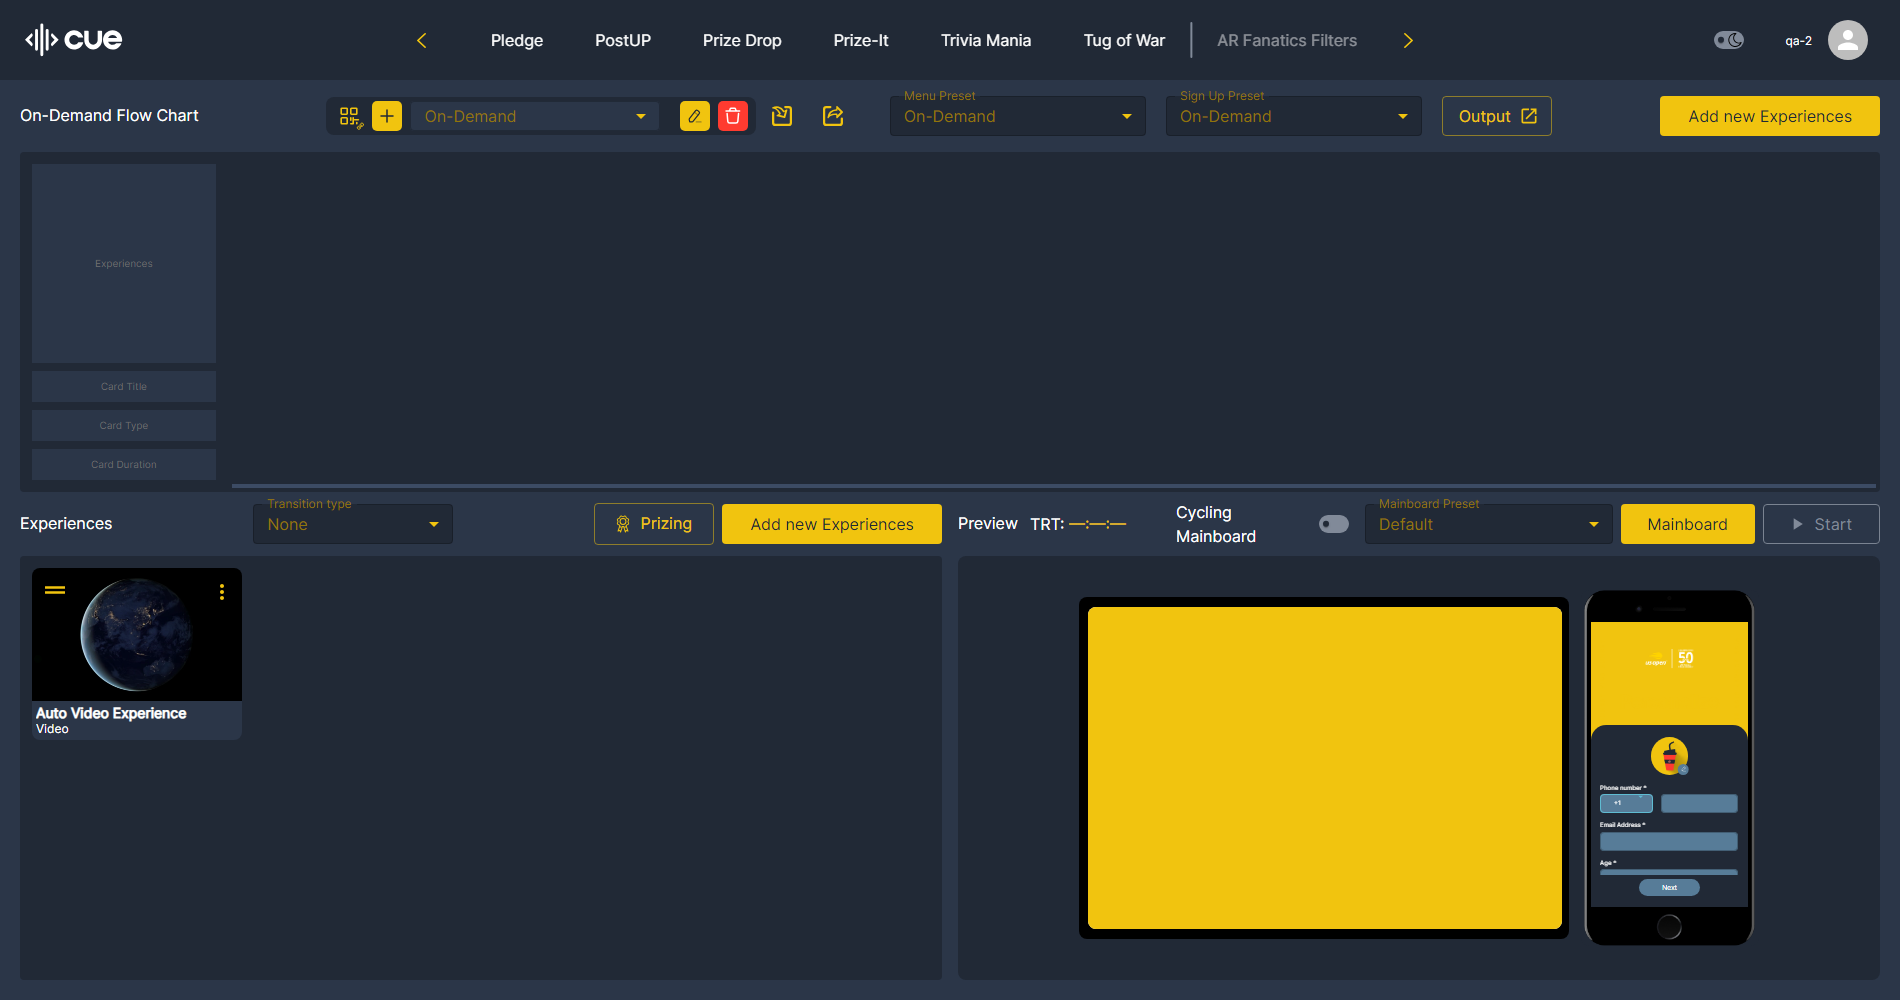 cue
Pledge
PostUP
Prize Drop
Prize-It
Trivia Mania
Tug of War
AR Fanatics Filters
qa-2
On-Demand Flow Chart
On-Demand
Menu Preset
On-Demand
Sign Up Preset
On-Demand
Output
Add new Experiences
Experiences
Card Title
Card Type
Card Duration
Experiences
Transition type
None
Prizing
Add new Experiences
Preview
TRT: —:—:—
Cycling
Mainboard
Mainboard Preset
Default
Mainboard
Start
Auto Video Experience
Video
50
Phone number *
+1
Email Address *
Age *
Next